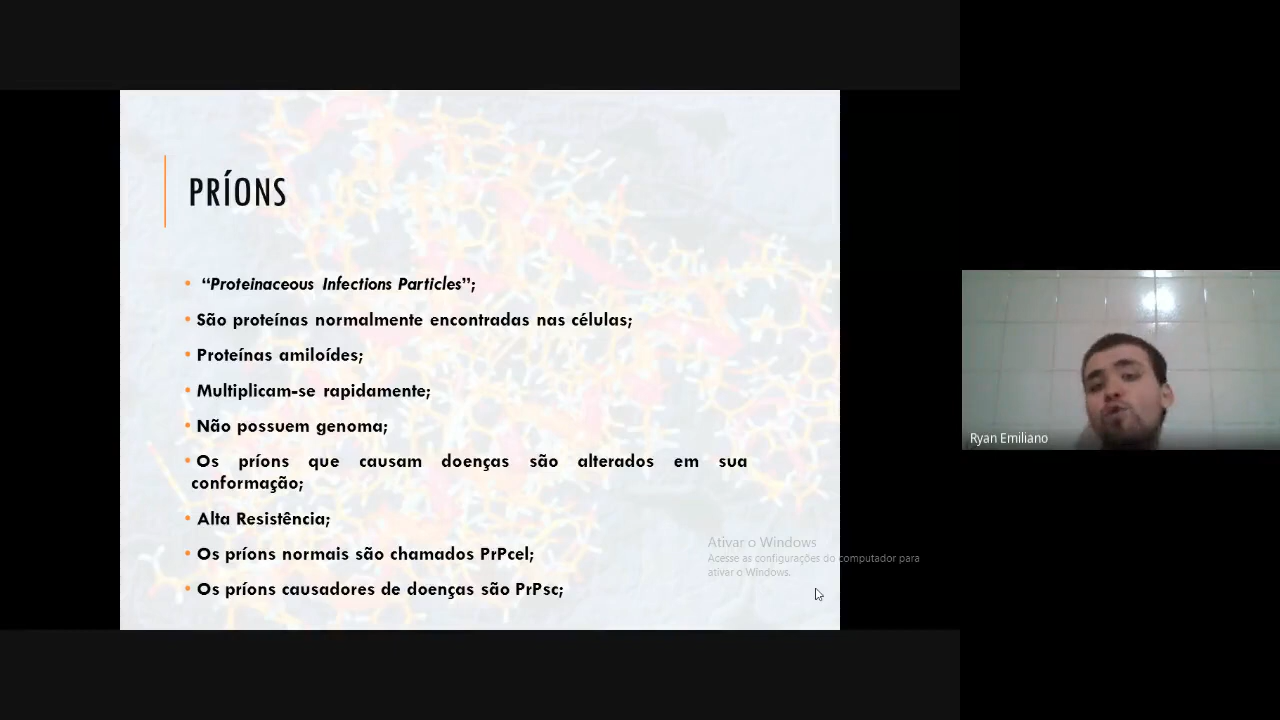 PRÍONS
• “Proteinaceous Infections Particles”;
• São proteínas normalmente encontradas nas células;
• Proteínas amiloídes;
• Multiplicam-se rapidamente;
• Não possuem genoma;
• Os príons que causam doenças são alterados em sua
conformação;
• Alta Resistência;
• Os príons normais são chamados PrPcel;
• Os príons causadores de doenças são PrPsc;
Ativar o Windows
Acesse as configurações do computador para
ativar o Windows.
Ryan Emiliano